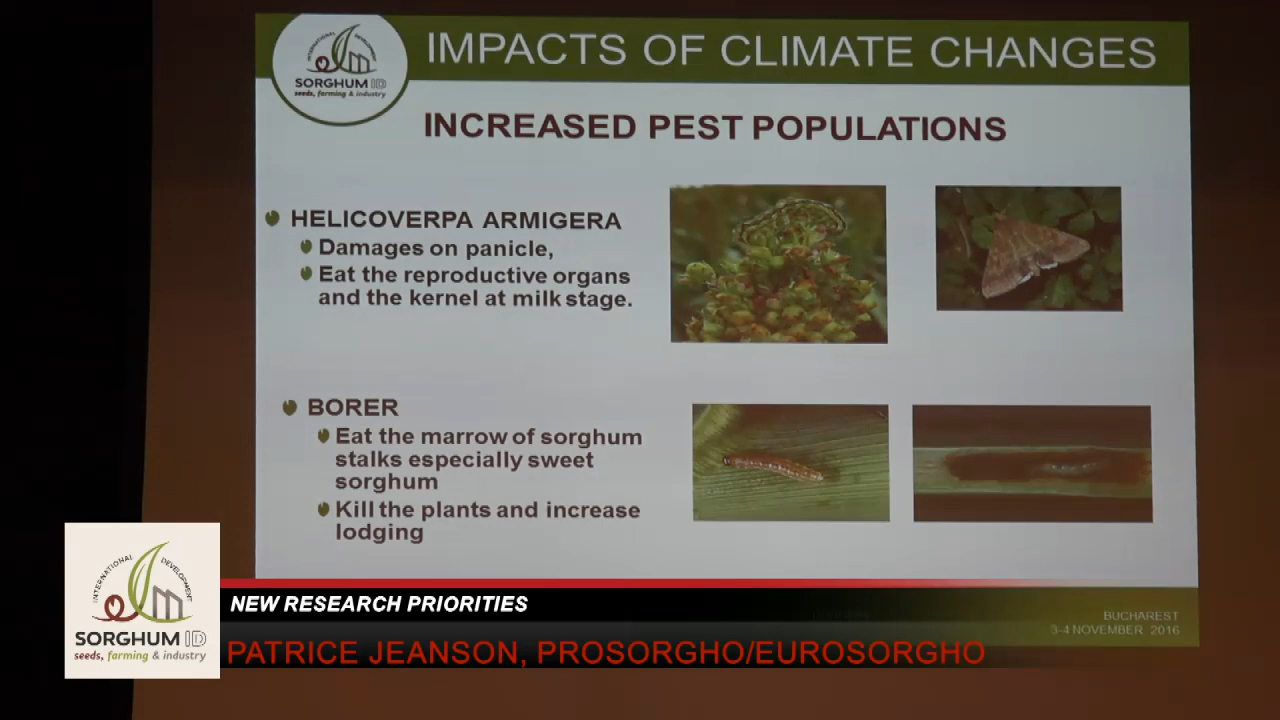 INTERNATIONAL DEVELOPMENT
SORGHUM ID
seeds, farming & industry
IMPACTS OF CLIMATE CHANGES
INCREASED PEST POPULATIONS
HELICOVERPA ARMIGERA
Damages on panicle,
Eat the reproductive organs
and the kernel at milk stage.
BORER
Eat the marrow of sorghum
stalks especially sweet
sorghum
Kill the plants and increase
lodging
BUCHAREST
3-4 NOVEMBER 2016
INTERNATIONAL DEVELOPMENT
SORGHUM ID
seeds, farming & industry
NEW RESEARCH PRIORITIES
PATRICE JEANSON, PROSORGHO/EUROSORGHO